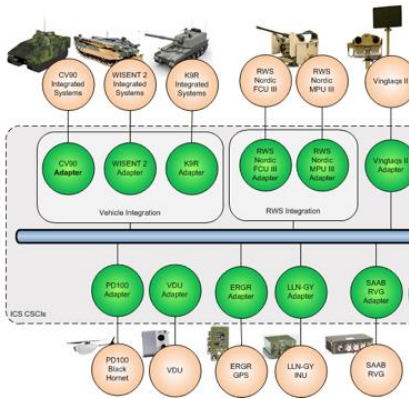 CV90
Integrated
Systems
WISENT 2
Integrated
Systems
K9R
Integrated
Systems
RWS
Nordic
FCU III
RWS
Nordic
MPU III
Vingtaqs II
CV90
Adapter
WISENT 2
Adapter
K9R
Adapter
RWS
Nordic
FCU III
Adapter
RWS
Nordic
MPU III
Adapter
Vingtaqs II
Adapter
Vehicle Integration
RWS Integration
PD100
Adapter
VDU
Adapter
ERGR
Adapter
LLN-GY
Adapter
SAAB
RVG
Adapter
ICS CSCIs
PD100
Black
Hornet
VDU
ERGR
GPS
LLN-GY
INU
SAAB
RVG